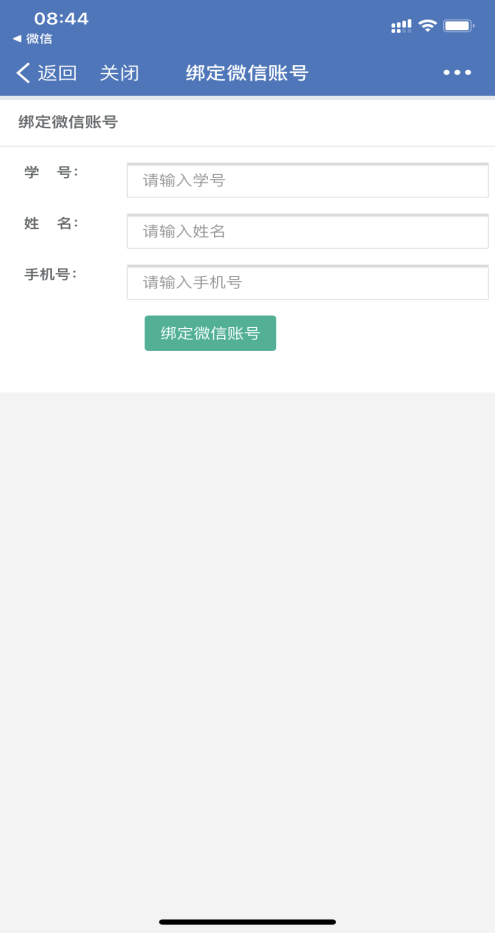 08:44
◀ 微信
返回 关闭 绑定微信账号
绑定微信账号
学 号: 请输入学号
姓 名: 请输入姓名
手机号: 请输入手机号
绑定微信账号